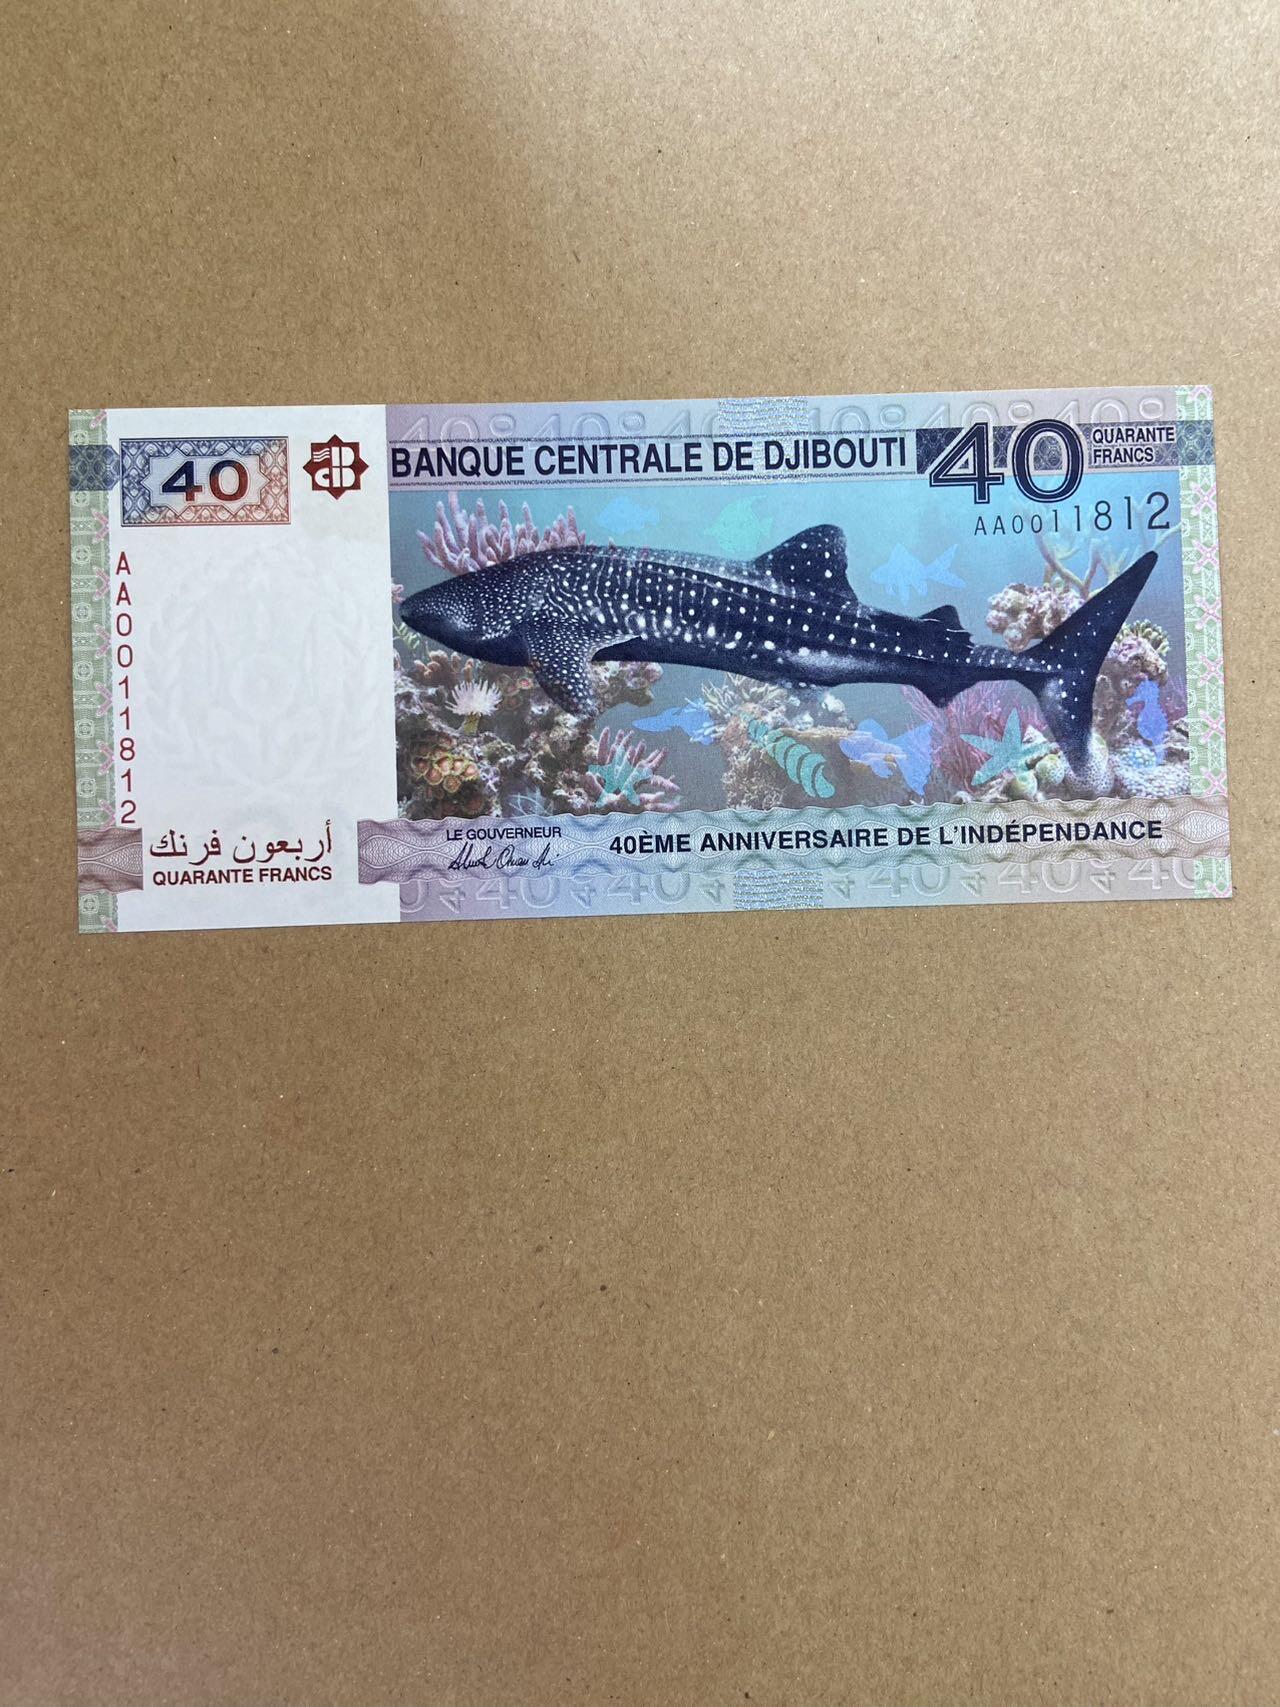 40
BANQUE CENTRALE DE DJIBOUTI
40
QUARANTE
FRANCS
AA0011812
AA0011812
أربعون فرنك
QUARANTE FRANCS
LE GOUVERNEUR
40ÈME ANNIVERSAIRE DE L'INDÉPENDANCE